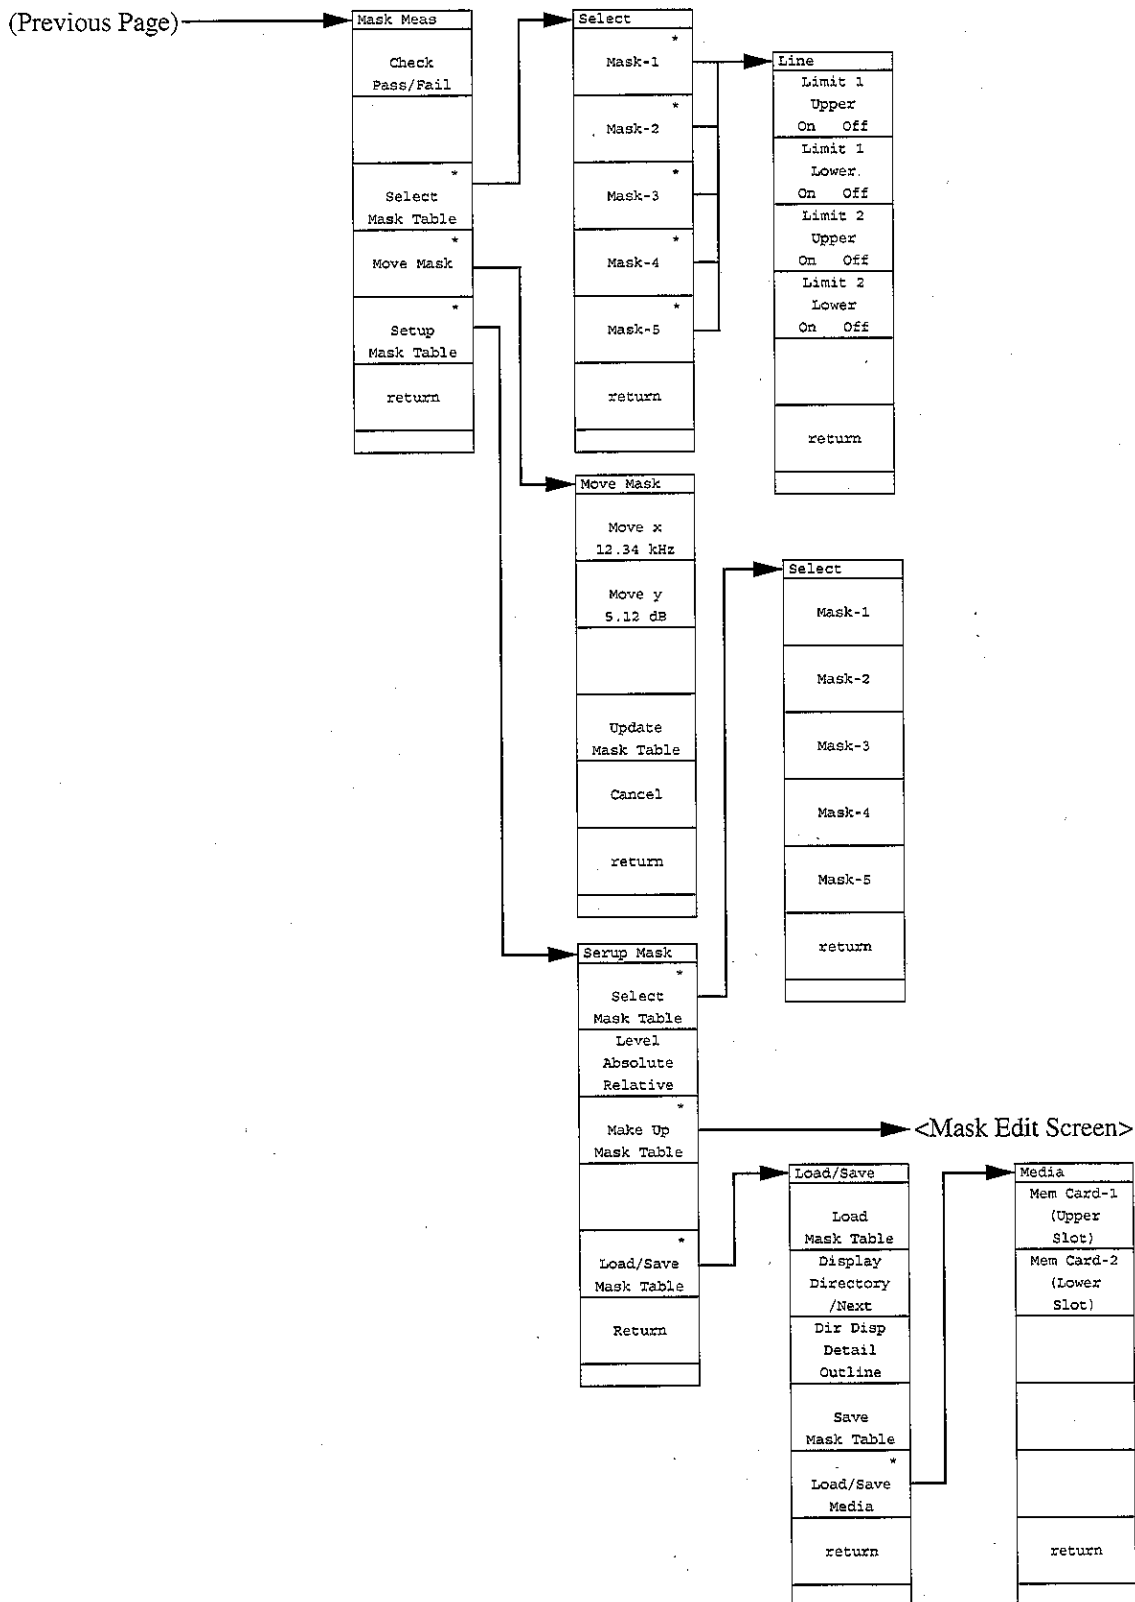 (Previous Page)
Mask Meas
Check
Pass/Fail
*
Select
Mask Table
*
Move Mask
*
Setup
Mask Table
return
Select
*
Mask-1
*
Mask-2
*
Mask-3
*
Mask-4
*
Mask-5
return
Line
Limit 1
Upper
On Off
Limit 1
Lower.
On Off
Limit 2
Upper
On Off
Limit 2
Lower
On Off
return
Move Mask
Move x
12.34 kHz
Move y
5.12 dB
Update
Mask Table
Cancel
return
Select
Mask-1
Mask-2
Mask-3
Mask-4
Mask-5
return
Serup Mask
*
Select
Mask Table
Level
Absolute
Relative
*
Make Up
Mask Table
*
Load/Save
Mask Table
Return
<Mask Edit Screen>
Load/Save
Load
Mask Table
Display
Directory
/Next
Dir Disp
Detail
Outline
Save
Mask Table
*
Load/Save
Media
return
Media
Mem Card-1
(Upper
Slot)
Mem Card-2
(Lower
Slot)
return